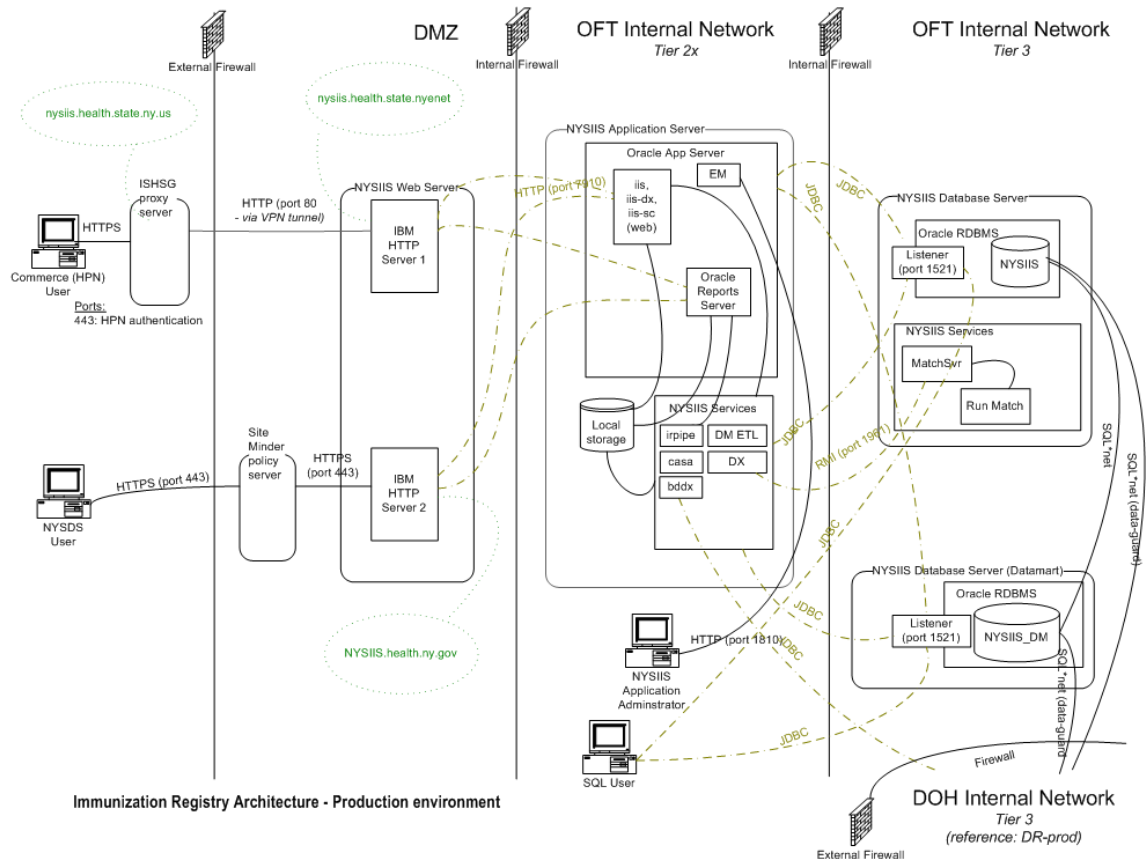 DMZ
OFT Internal Network
Tier 2x
OFT Internal Network
Tier 3
External Firewall
Internal Firewall
Internal Firewall
nysiis.health.state.ny.us
nysiis.health.state.nyenet
ISHSG
proxy
server
HTTPS
Commerce (HPN)
User
Ports:
443: HPN authentication
HTTP (port 80
- via VPN tunnel)
NYSIIS Web Server
IBM
HTTP
Server 1
HTTP (port 7910)
NYSIIS Application Server
Oracle App Server
iis,
iis-dx,
iis-sc
(web)
EM
Oracle
Reports
Server
JDBC
JDBC
NYSIIS Database Server
Oracle RDBMS
Listener
(port 1521)
NYSIIS
NYSIIS Services
MatchSvr
Run Match
Local
storage
NYSIIS Services
irpipe
DM ETL
casa
DX
bddx
JDBC
RMI (port 1961)
JDBC
SQL*net
SQL*net (data-guard)
Site
Minder
policy
server
HTTPS (port 443)
NYSDS
User
HTTPS
(port 443)
IBM
HTTP
Server 2
NYSIIS.health.ny.gov
NYSIIS Database Server (Datamart)
Oracle RDBMS
Listener
(port 1521)
NYSIIS_DM
JDBC
JDBC
HTTP (port 1810)
NYSIIS
Application
Adminstrator
SQL*net (data-guard
JDBC
SQL User
Firewall
Immunization Registry Architecture - Production environment
DOH Internal Network
Tier 3
(reference: DR-prod)
External Firewall